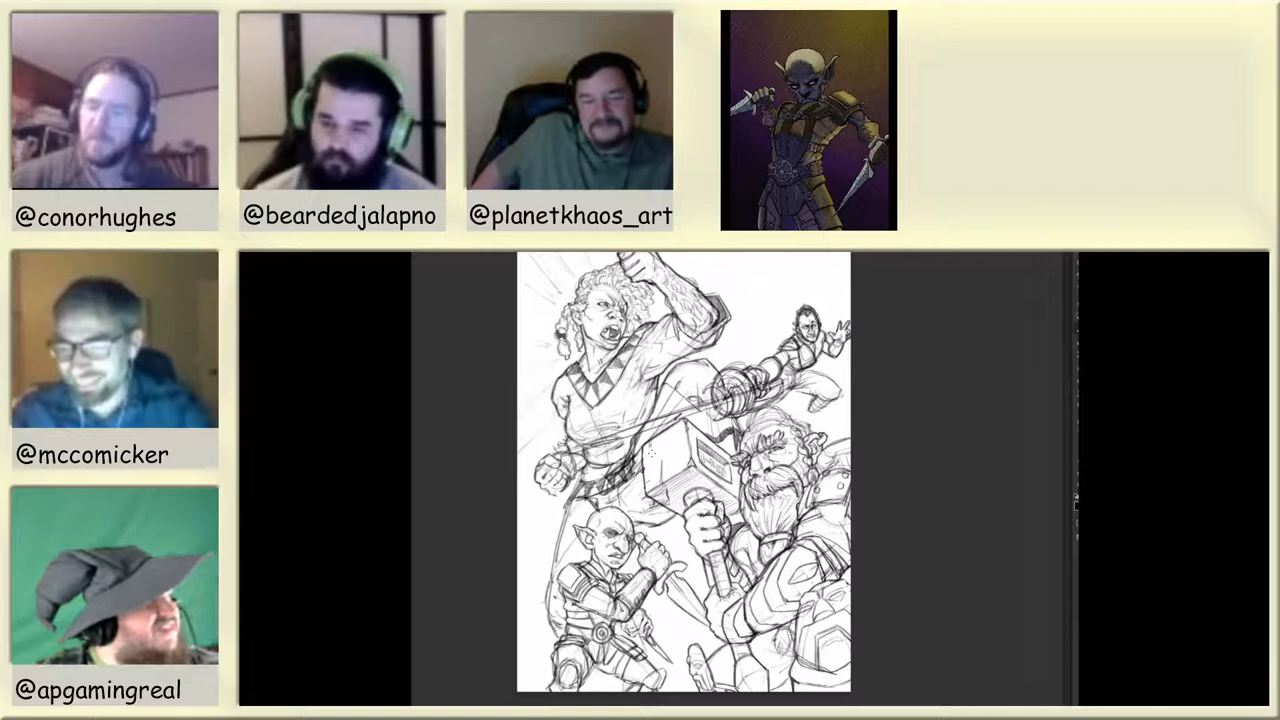 @conorhughes
@beardedjalapno
@planetkhaos_art
@mccomicker
@apgamingreal